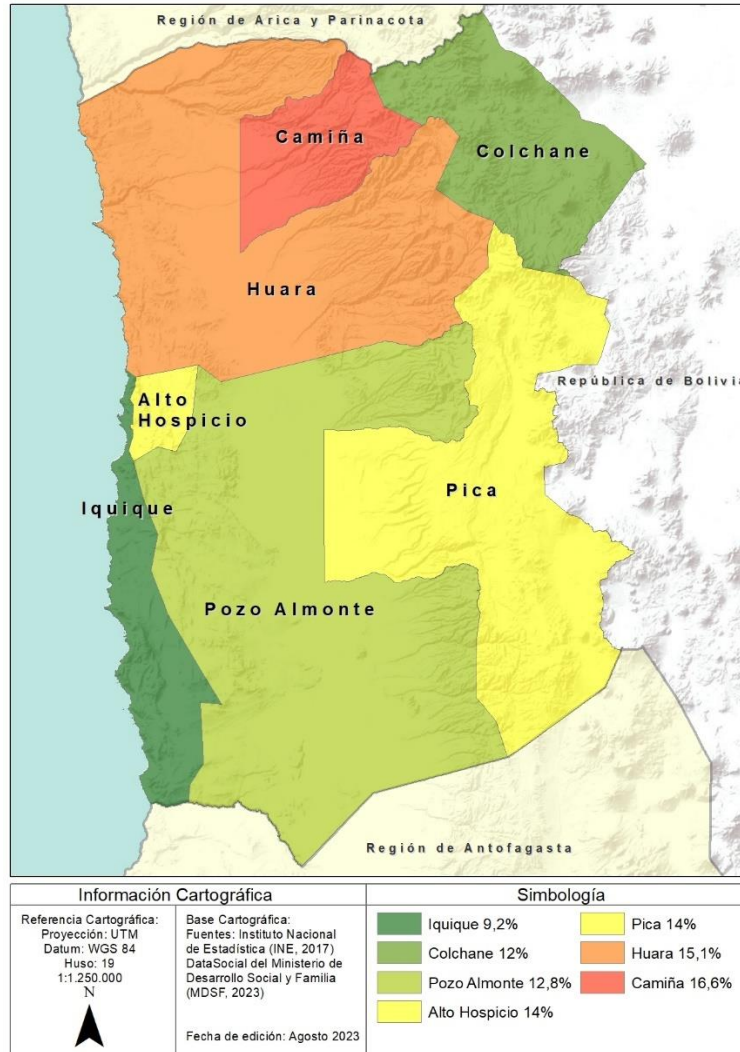 Región de Arica y Parinacota
Camiña
Colchane
Huara
República de Bolivia
Alto
Hospicio
Pica
Iquique
Pozo Almonte
Región de Antofagasta
Información Cartográfica
Referencia Cartográfica:
Proyección: UTM
Datum: WGS 84
Huso: 19
1:1.250.000
N
Base Cartográfica:
Fuentes: Instituto Nacional
de Estadística (INE, 2017)
DataSocial del Ministerio de
Desarrollo Social y Familia
(MDSF, 2023)
Fecha de edición: Agosto 2023
Simbología
Iquique 9,2%
Colchane 12%
Pozo Almonte 12,8%
Alto Hospicio 14%
Pica 14%
Huara 15,1%
Camiña 16,6%